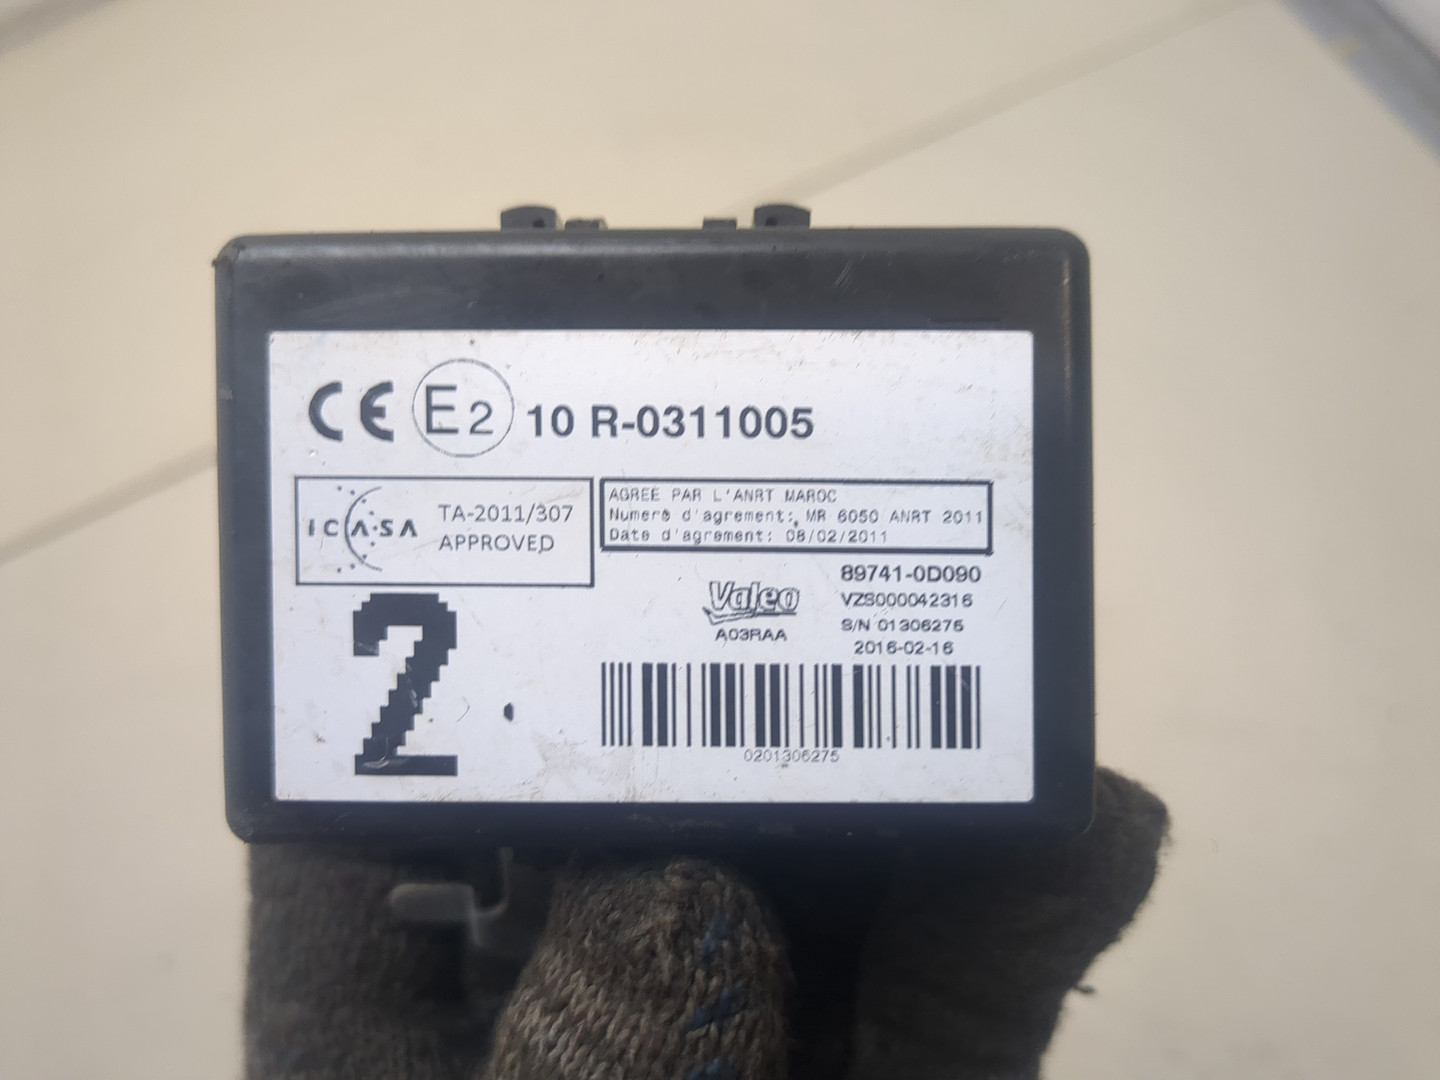 CE E2 10 R-0311005
ICASA
TA-2011/307
APPROVED
AGREE PAR L'ANRT MAROC
Numero d'agrement: MR 6050 ANRT 2011
Date d'agrement: 08/02/2011
Valeo
A03RAA
89741-0D090
VZS000042316
S/N 01306275
2016-02-16
2
0201306275